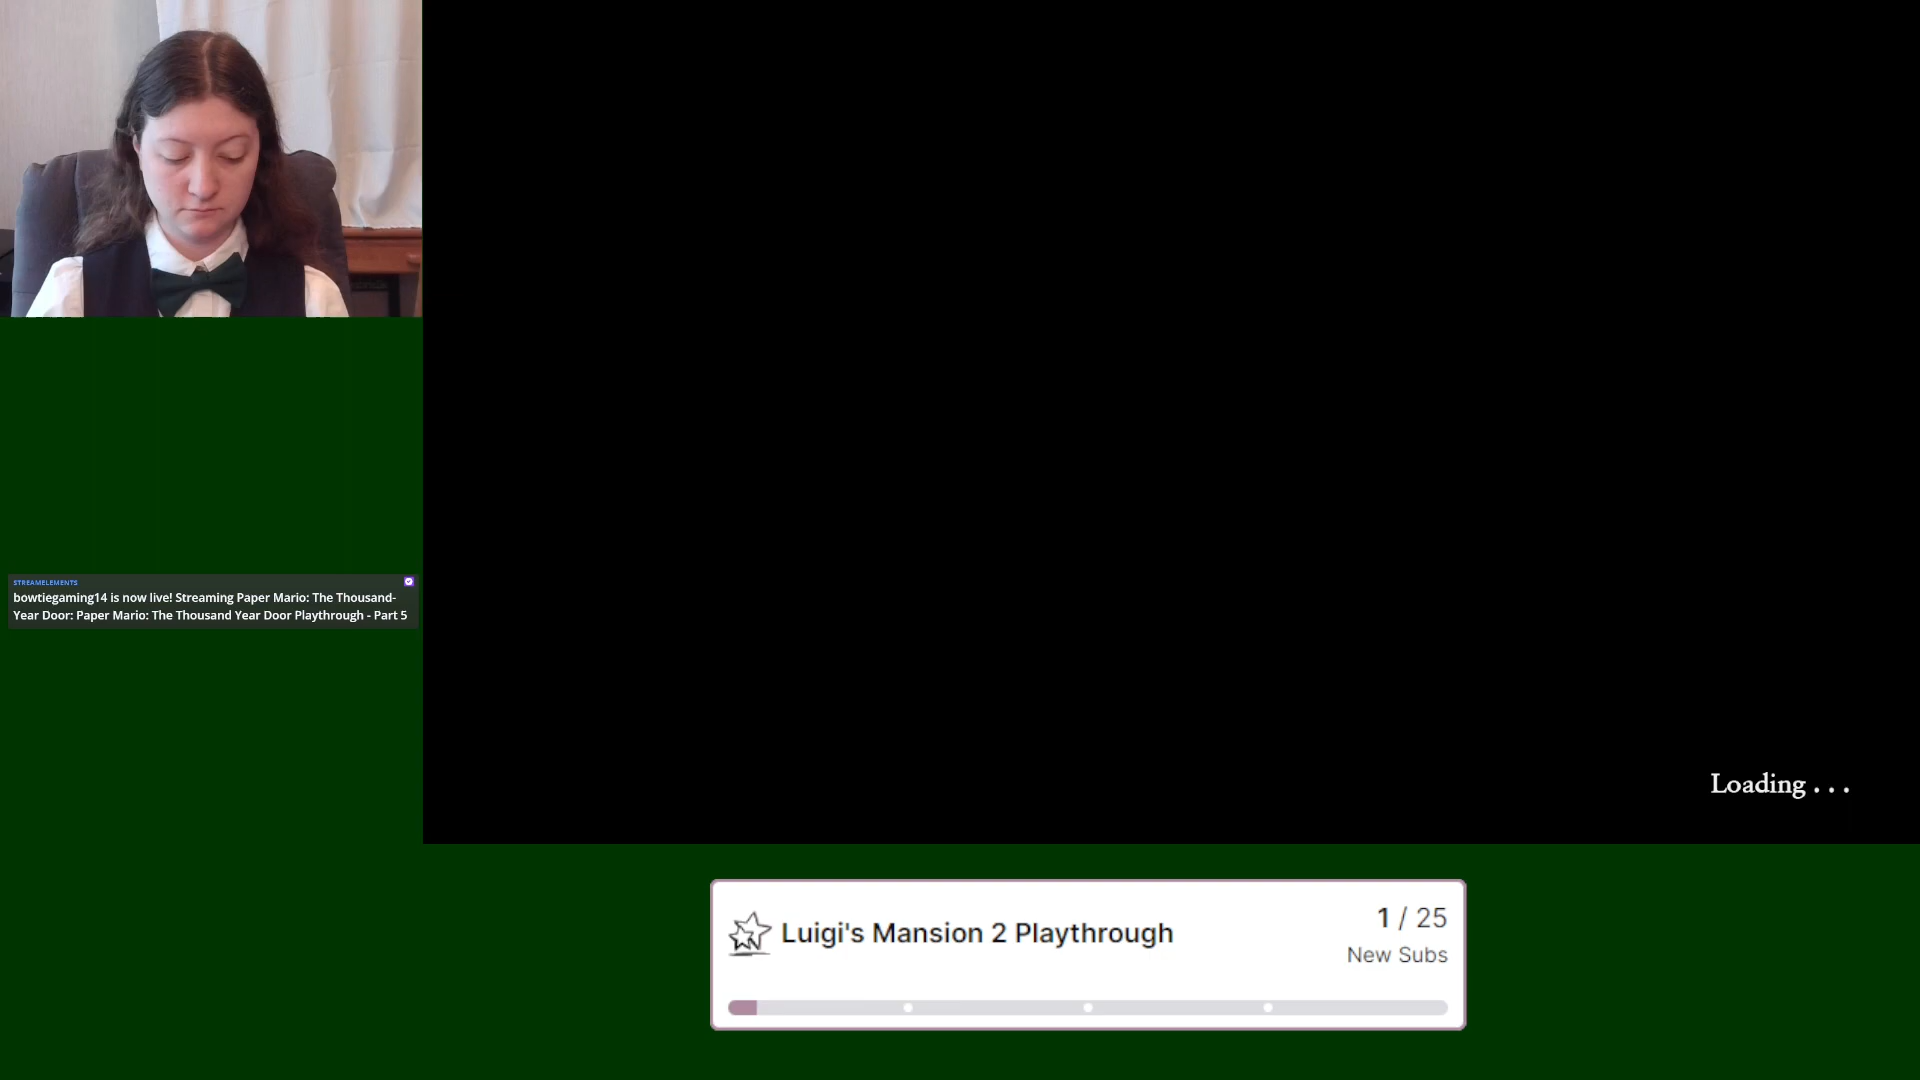 STREAMELEMENTS
bowtiegaming14 is now live! Streaming Paper Mario: The Thousand-
Year Door: Paper Mario: The Thousand Year Door Playthrough - Part 5
Loading . . .
Luigi's Mansion 2 Playthrough
1 / 25
New Subs